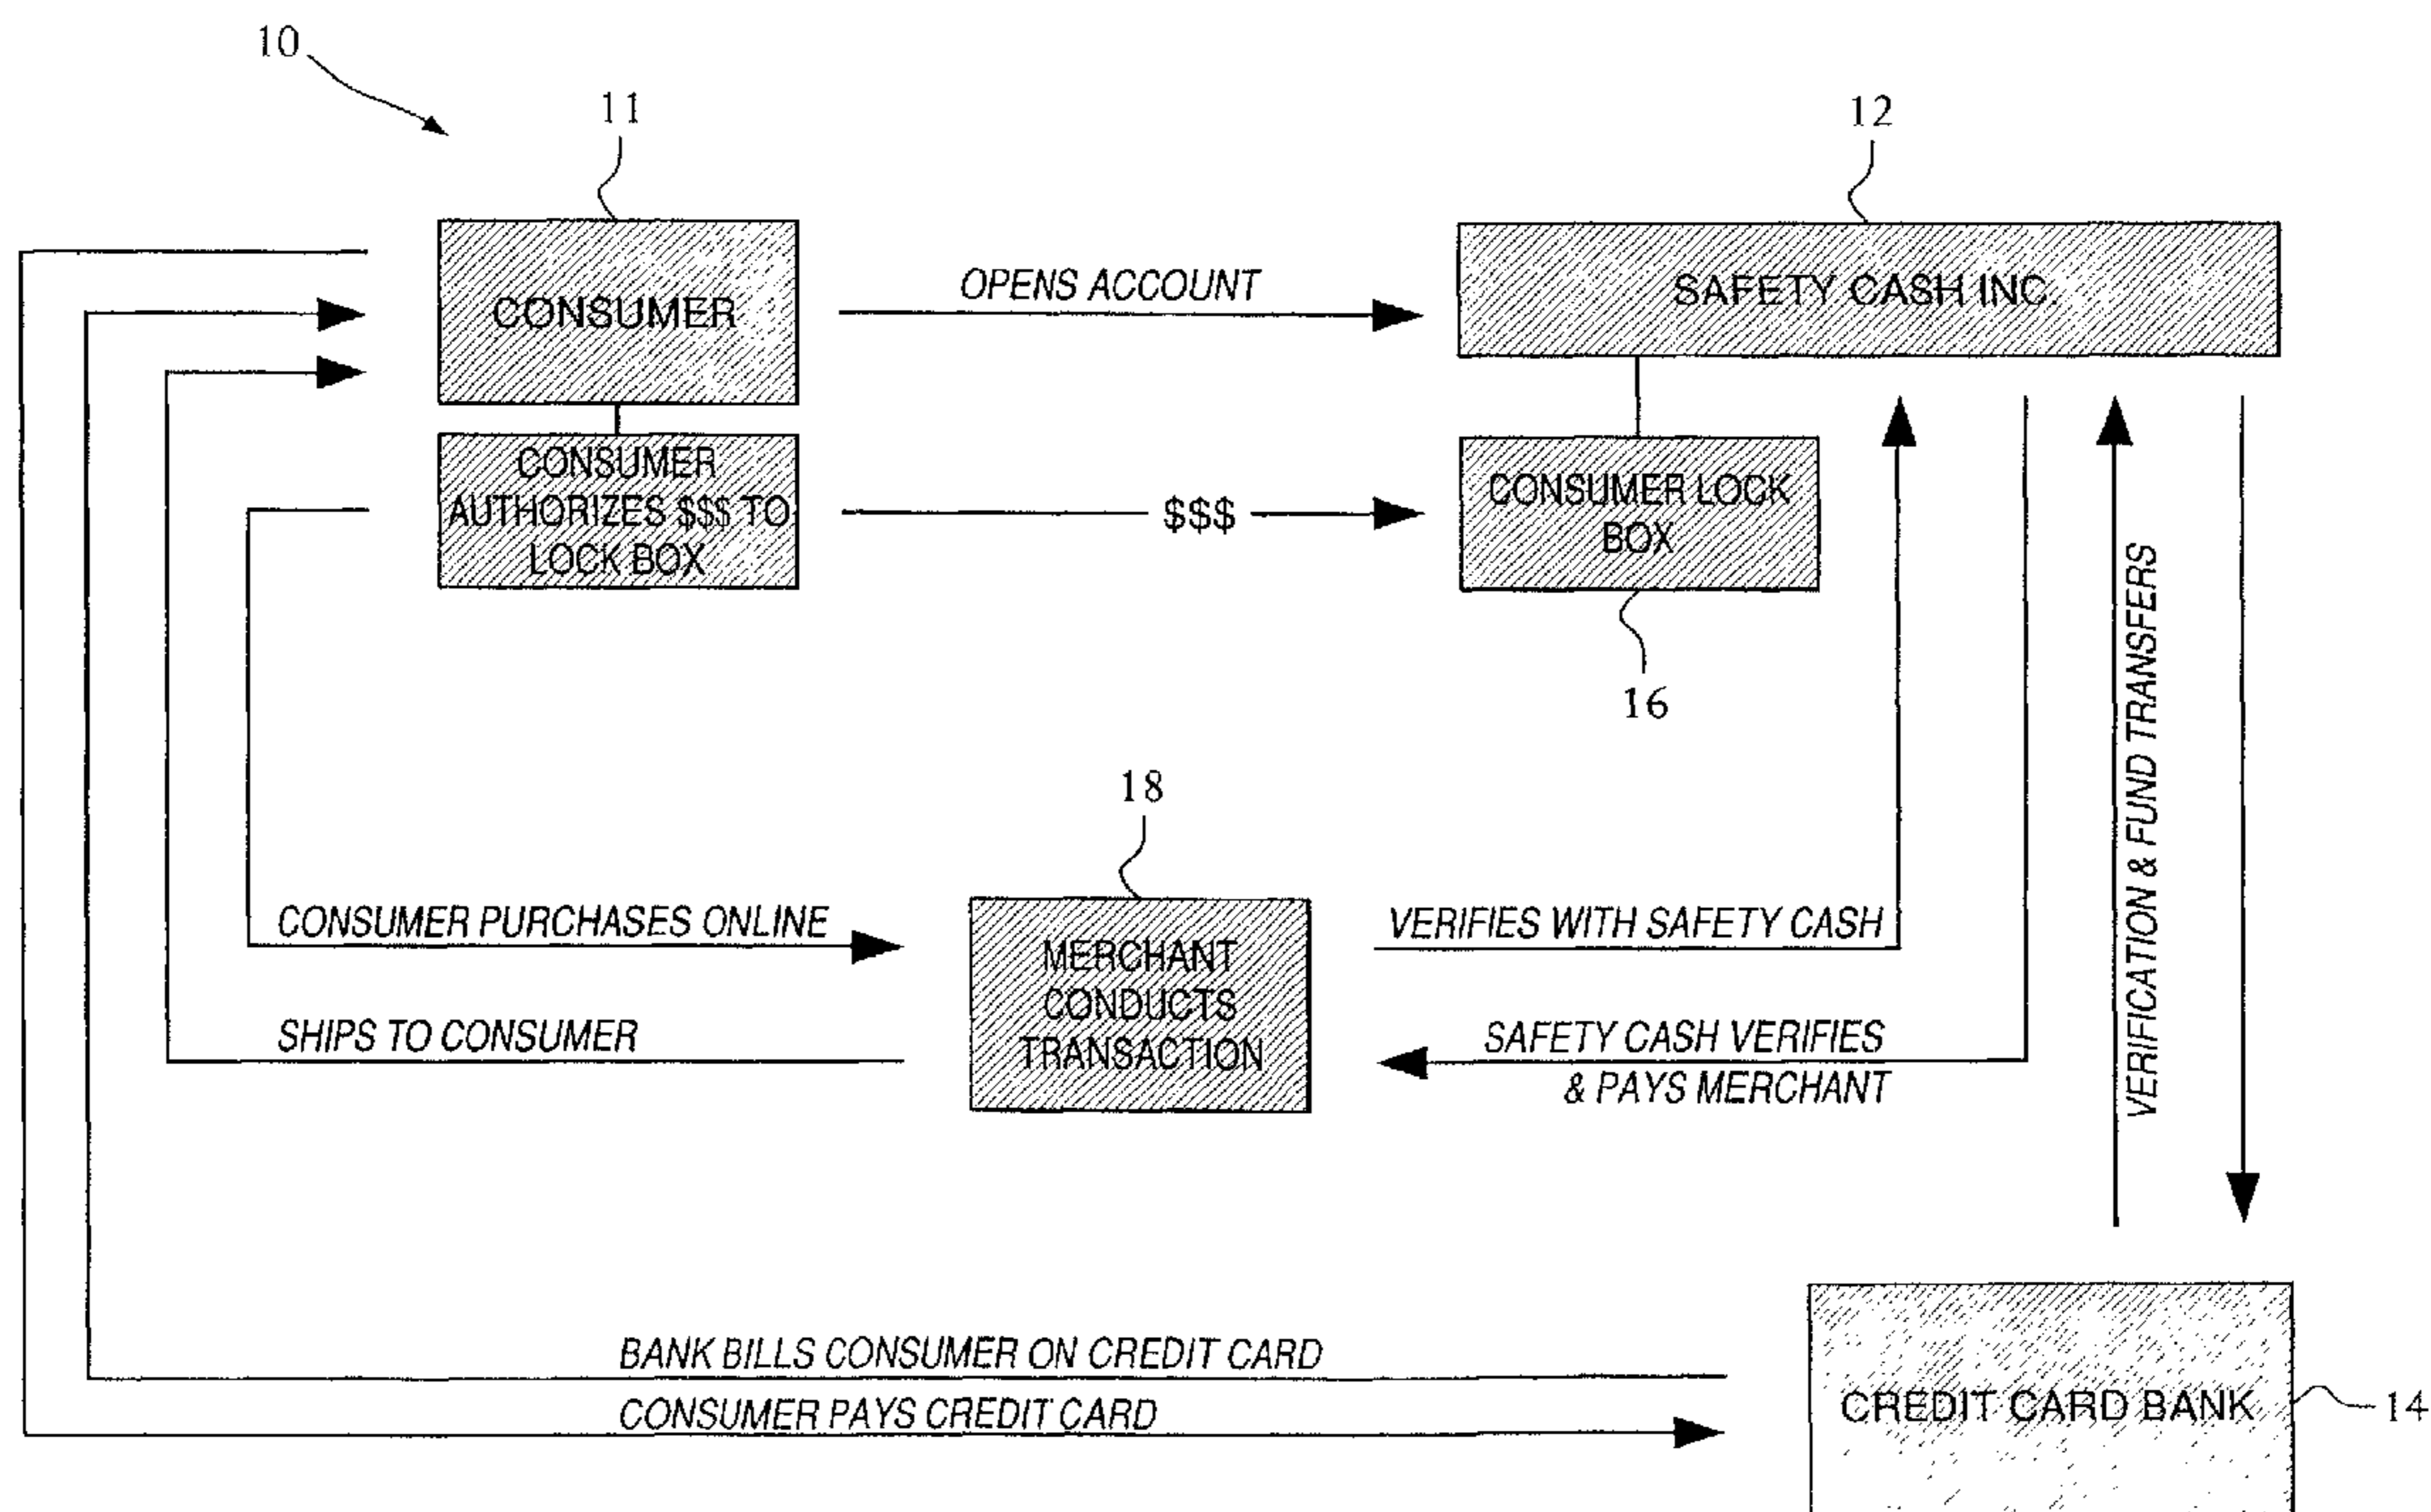 10
11
12
CONSUMER
OPENS ACCOUNT
SAFETY CASH INC.
CONSUMER
AUTHORIZES $$$ TO
LOCK BOX
$$$
CONSUMER LOCK
BOX
16
18
CONSUMER PURCHASES ONLINE
MERCHANT
CONDUCTS
TRANSACTION
VERIFIES WITH SAFETY CASH
SHIPS TO CONSUMER
SAFETY CASH VERIFIES
& PAYS MERCHANT
VERIFICATION & FUND TRANSFERS
BANK BILLS CONSUMER ON CREDIT CARD
CONSUMER PAYS CREDIT CARD
CREDIT CARD BANK
14